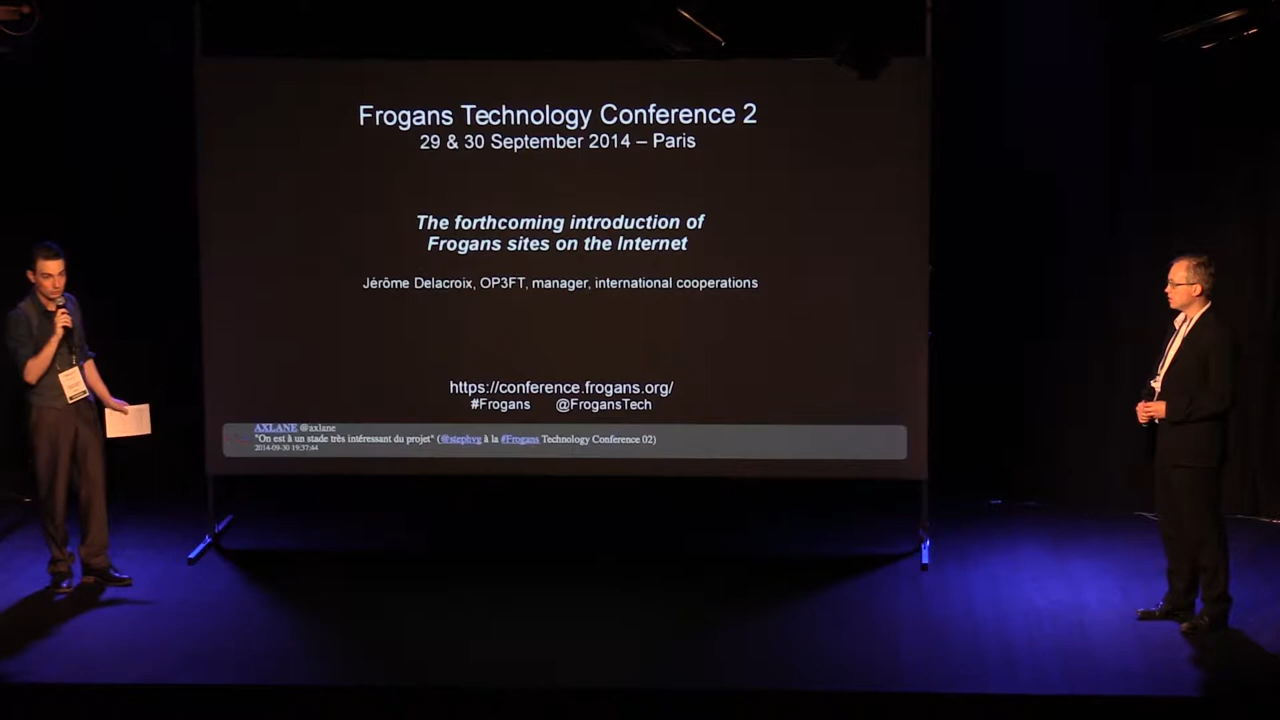 Frogans Technology Conference 2
29 & 30 September 2014 – Paris
The forthcoming introduction of
Frogans sites on the Internet
Jérôme Delacroix, OP3FT, manager, international cooperations
https://conference.frogans.org/
#Frogans @FrogansTech
AXLANE @axlane
"On est à un stade très intéressant du projet" (@stephvg à la #Frogans Technology Conference 02)
2014-09-30 19:37:44